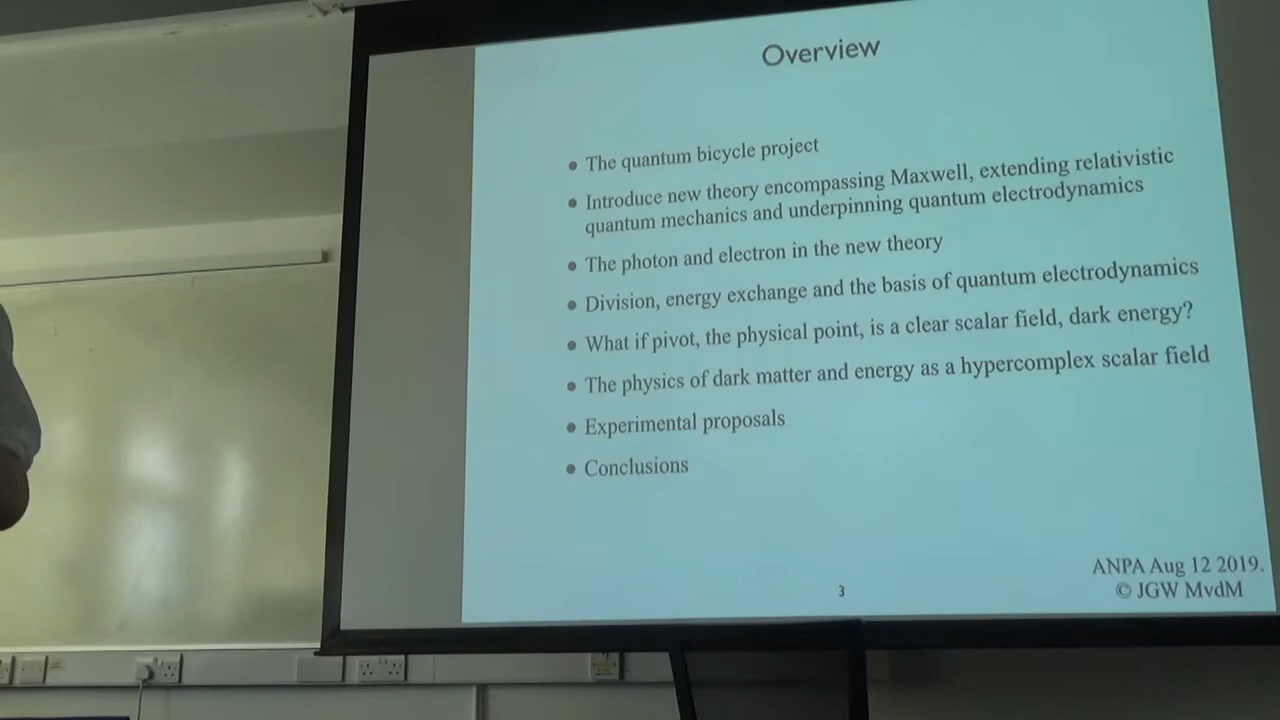 Overview
• The quantum bicycle project
• Introduce new theory encompassing Maxwell, extending relativistic
quantum mechanics and underpinning quantum electrodynamics
• The photon and electron in the new theory
• Division, energy exchange and the basis of quantum electrodynamics
• What if pivot, the physical point, is a clear scalar field, dark energy?
• The physics of dark matter and energy as a hypercomplex scalar field
• Experimental proposals
• Conclusions
3
ANPA Aug 12 2019.
© JGW MvdM